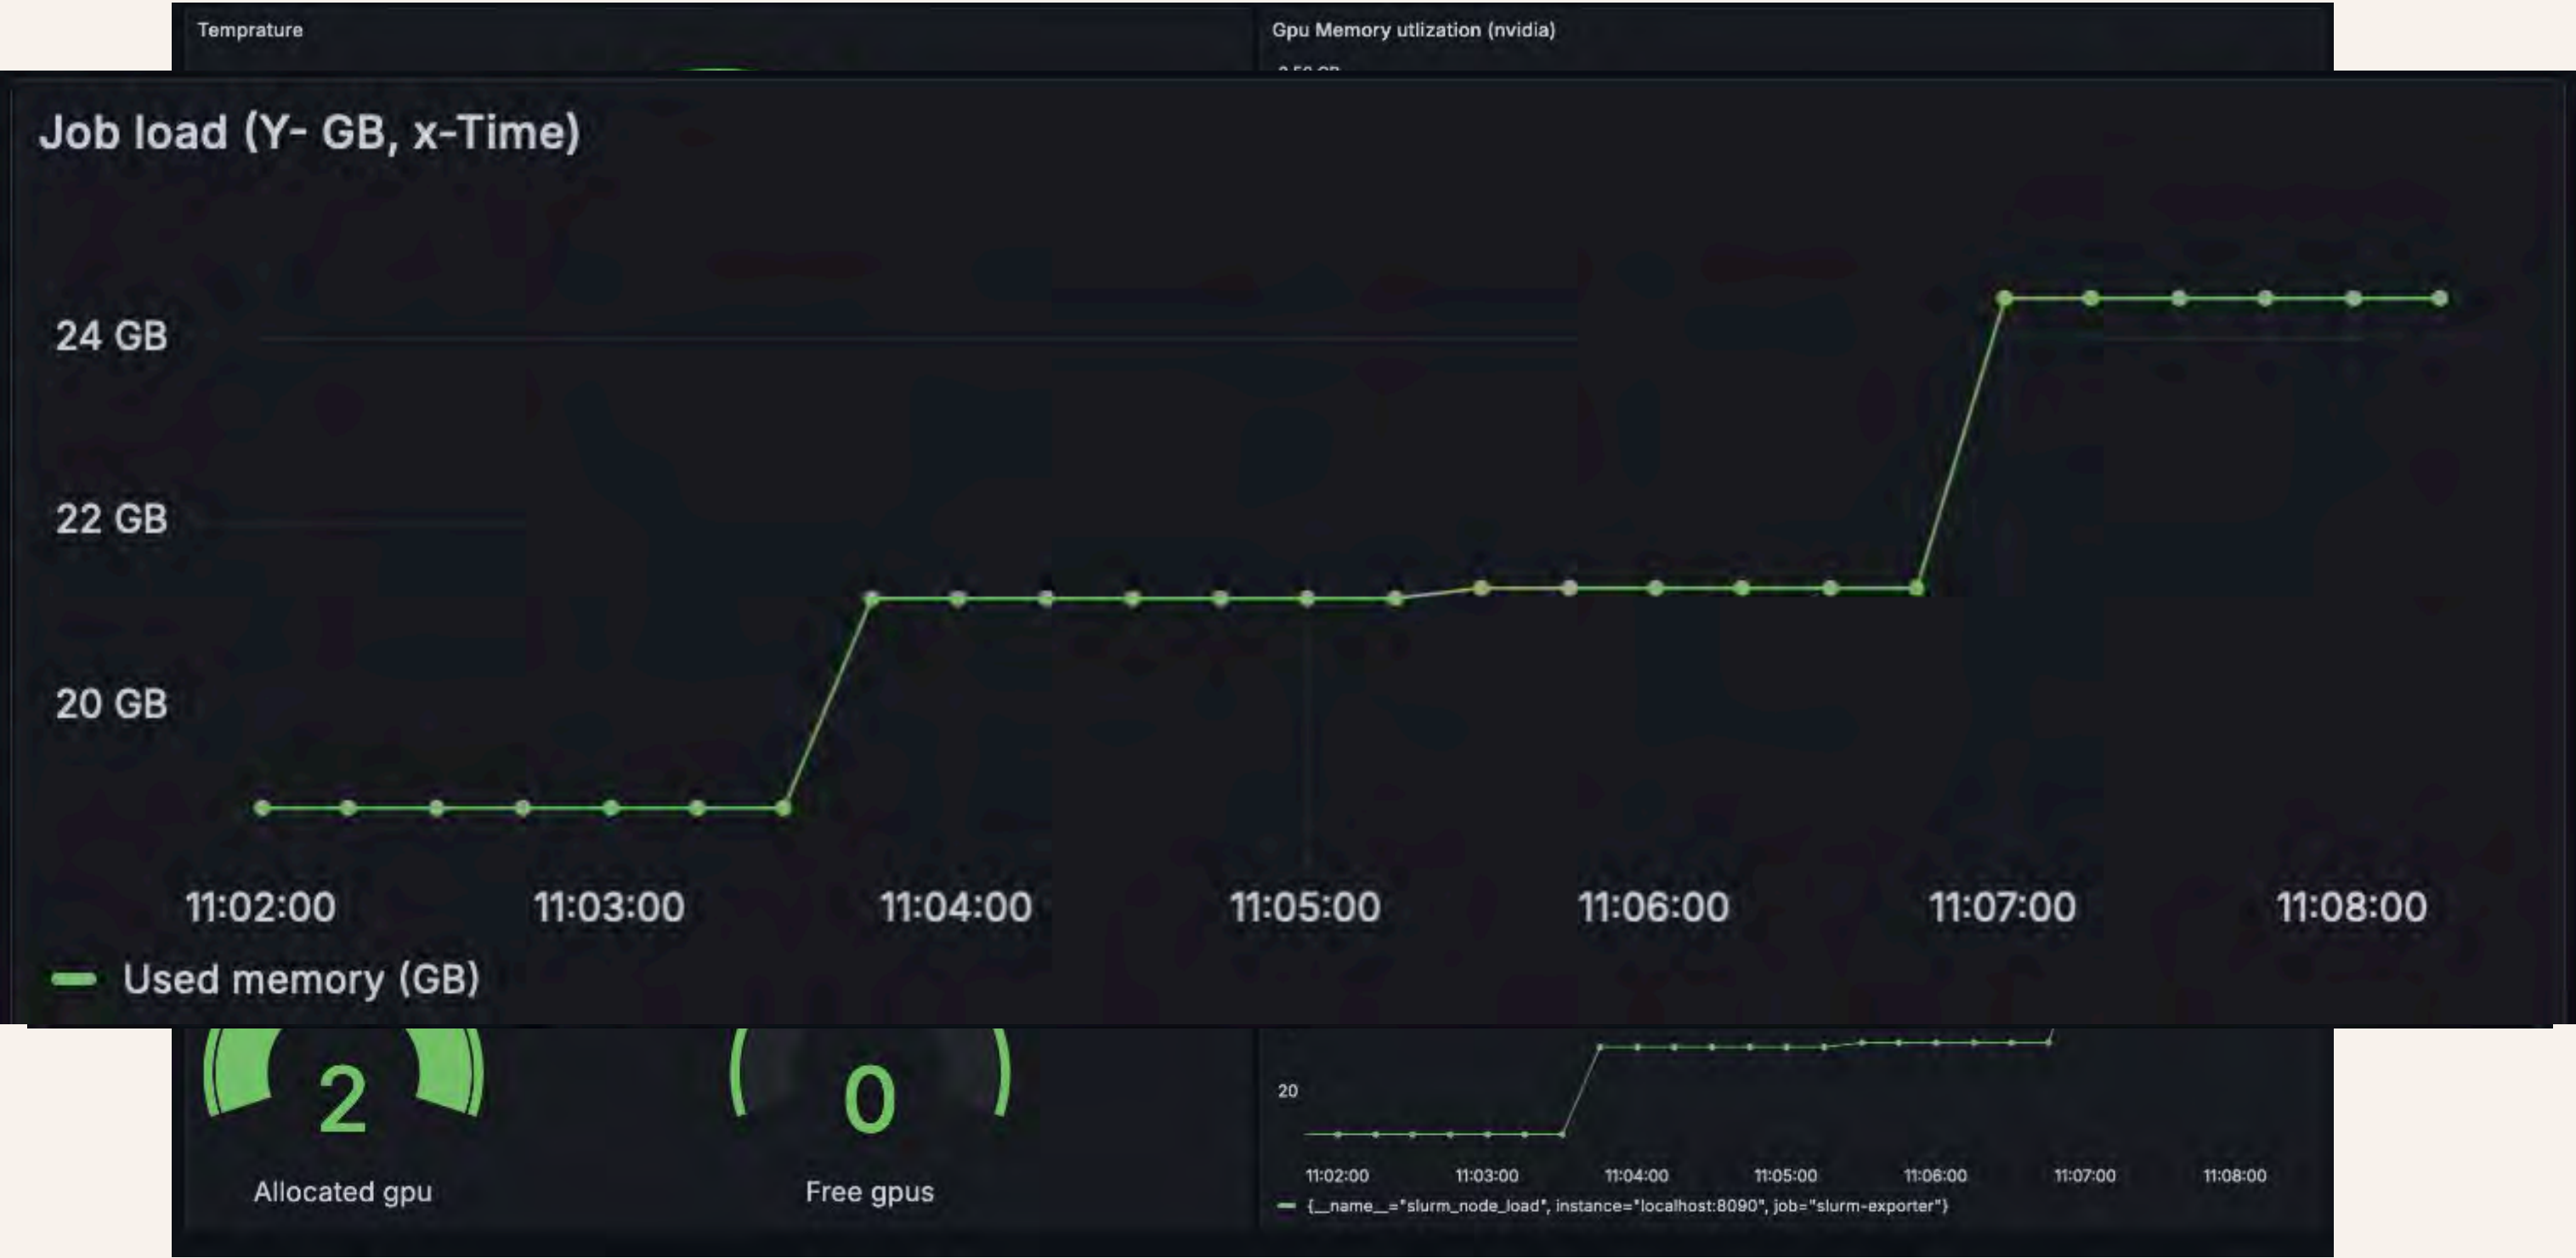 Temprature
Gpu Memory utlization (nvidia)
Job load (Y- GB, x-Time)
24 GB
22 GB
20 GB
11:02:00 11:03:00 11:04:00 11:05:00 11:06:00 11:07:00 11:08:00
Used memory (GB)
2
0
Allocated gpu
Free gpus
20
11:02:00 11:03:00 11:04:00 11:05:00 11:06:00 11:07:00 11:08:00
{__name__="slurm_node_load", instance="localhost:8090", job="slurm-exporter"}